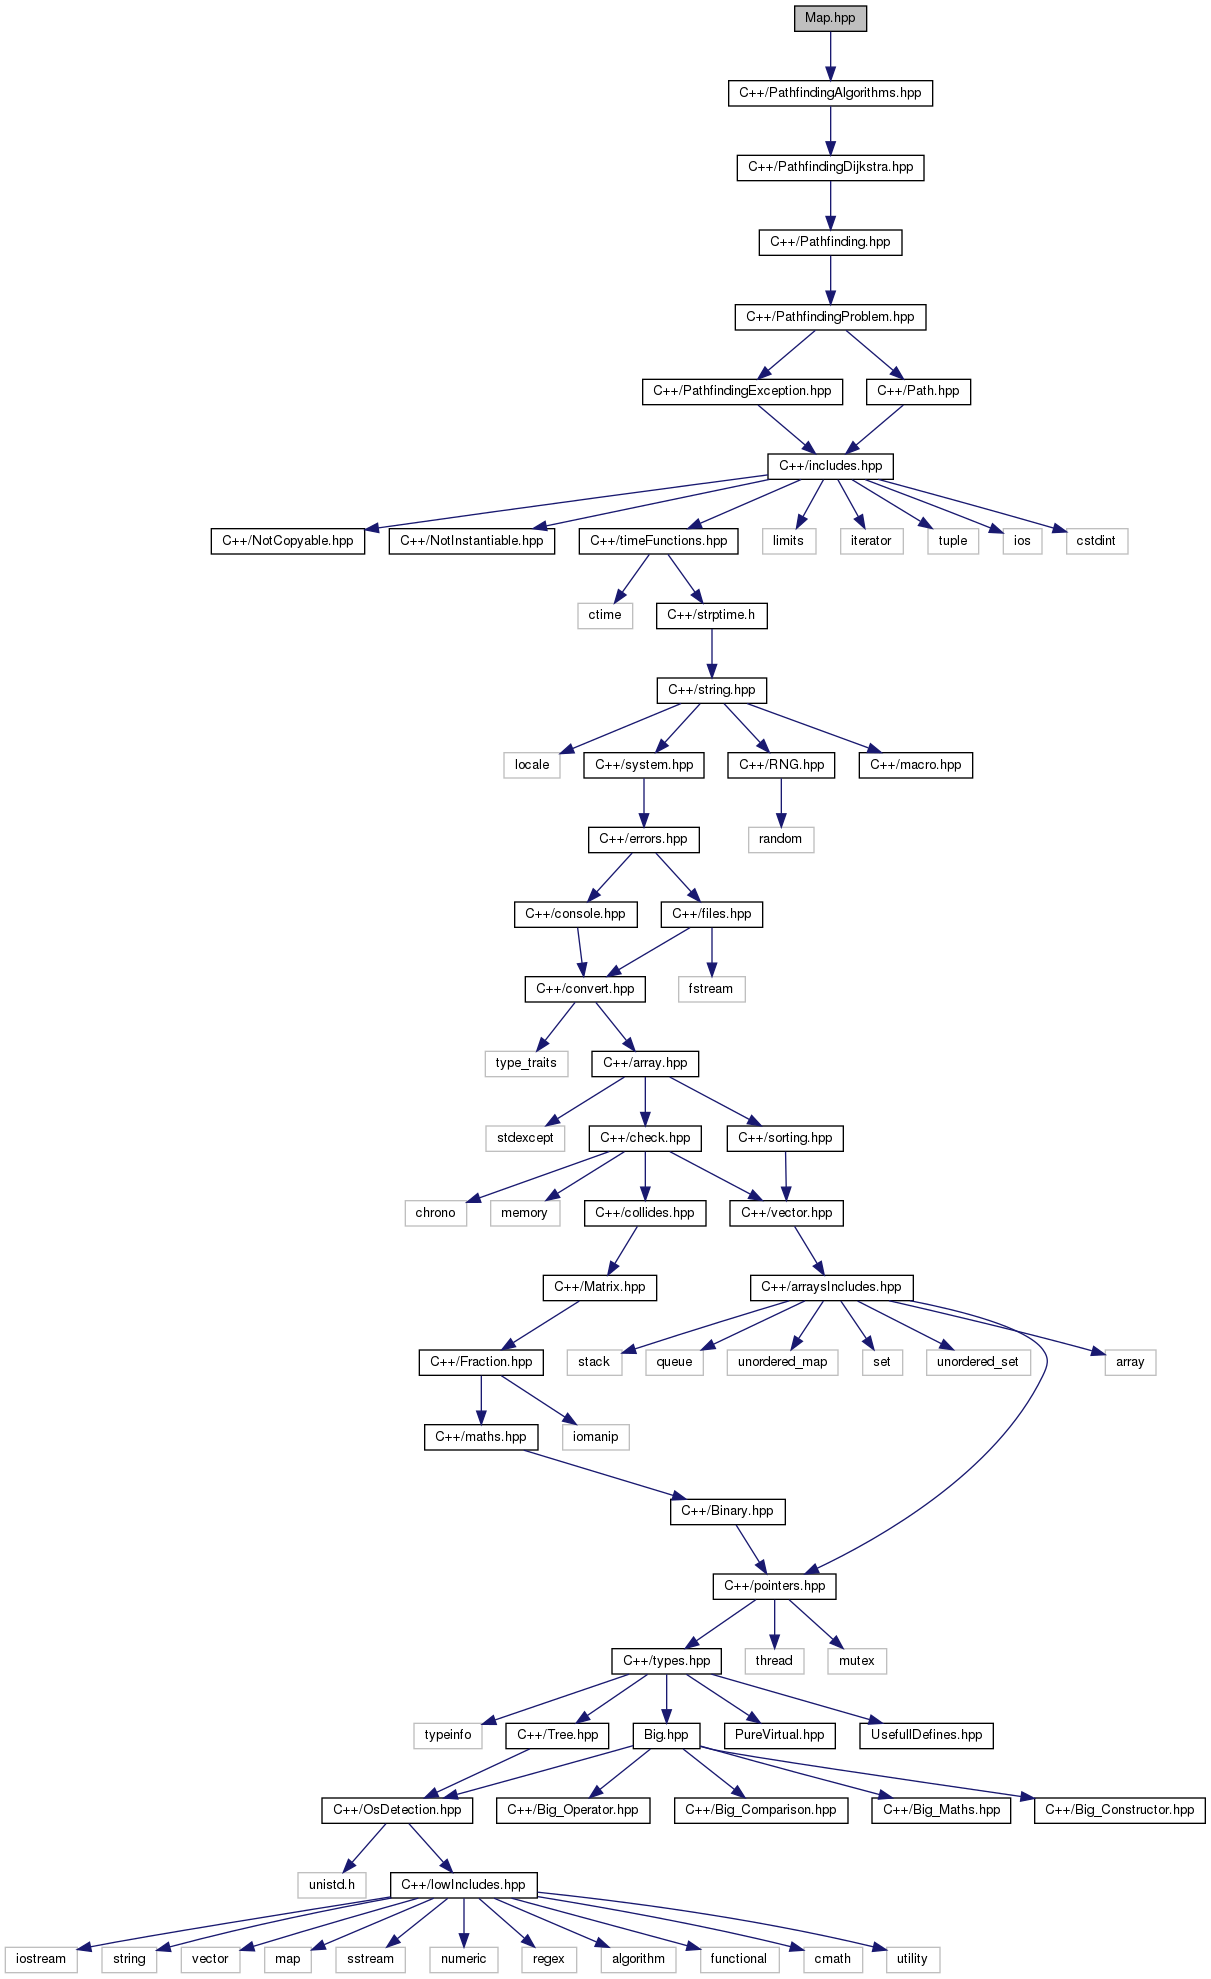 Map.hpp
C++/PathfindingAlgorithms.hpp
C++/PathfindingDijkstra.hpp
C++/Pathfinding.hpp
C++/PathfindingProblem.hpp
C++/PathfindingException.hpp
C++/Path.hpp
C++/includes.hpp
C++/NotCopyable.hpp
C++/NotInstantiable.hpp
C++/timeFunctions.hpp
limits
iterator
tuple
ios
cstdint
ctime
C++/strptime.h
C++/string.hpp
locale
C++/system.hpp
C++/RNG.hpp
C++/macro.hpp
C++/errors.hpp
random
C++/console.hpp
C++/files.hpp
C++/convert.hpp
fstream
type_traits
C++/array.hpp
stdexcept
C++/check.hpp
C++/sorting.hpp
chrono
memory
C++/collides.hpp
C++/vector.hpp
C++/Matrix.hpp
C++/arraysIncludes.hpp
C++/Fraction.hpp
stack
queue
unordered_map
set
unordered_set
array
C++/maths.hpp
iomanip
C++/Binary.hpp
C++/pointers.hpp
C++/types.hpp
thread
mutex
typeinfo
C++/Tree.hpp
Big.hpp
PureVirtual.hpp
UsefullDefines.hpp
C++/OsDetection.hpp
C++/Big_Operator.hpp
C++/Big_Comparison.hpp
C++/Big_Maths.hpp
C++/Big_Constructor.hpp
unistd.h
C++/lowIncludes.hpp
iostream
string
vector
map
sstream
numeric
regex
algorithm
functional
cmath
utility